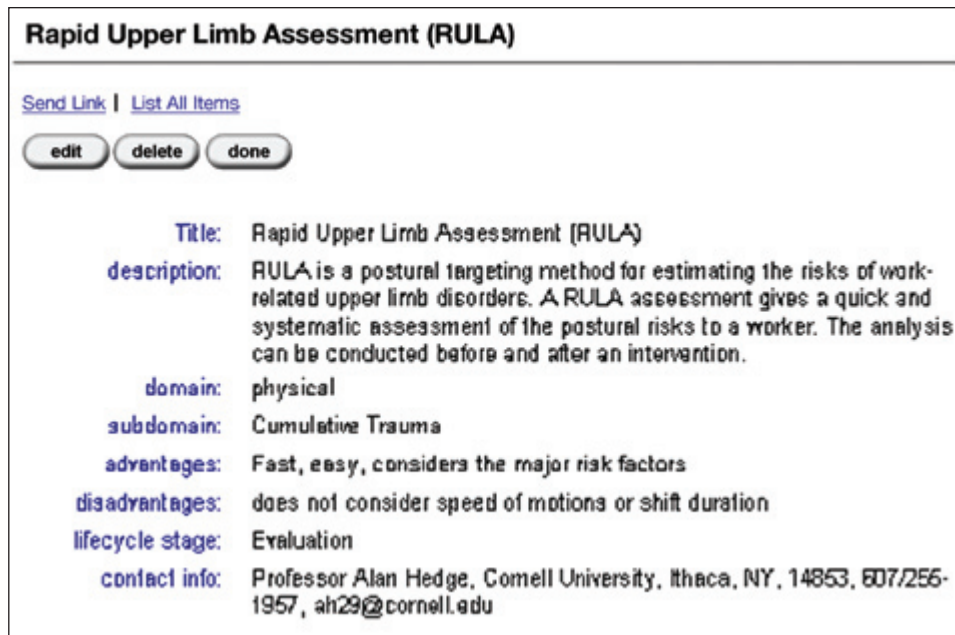 Rapid Upper Limb Assessment (RULA)
Send Link | List All Items
edit delete done
Title: Rapid Upper Limb Assessment (RULA)
description: RULA is a postural targeting method for estimating the risks of work-
related upper limb disorders. A RULA assessment gives a quick and
systematic assessment of the postural risks to a worker. The analysis
can be conducted before and after an intervention.
domain: physical
subdomain: Cumulative Trauma
advantages: Fast, easy, considers the major risk factors
disadvantages: does not consider speed of motions or shift duration
lifecycle stage: Evaluation
contact info: Professor Alan Hedge, Cornell University, Ithaca, NY, 14853, 607/255-
1957, ah29@cornell.edu